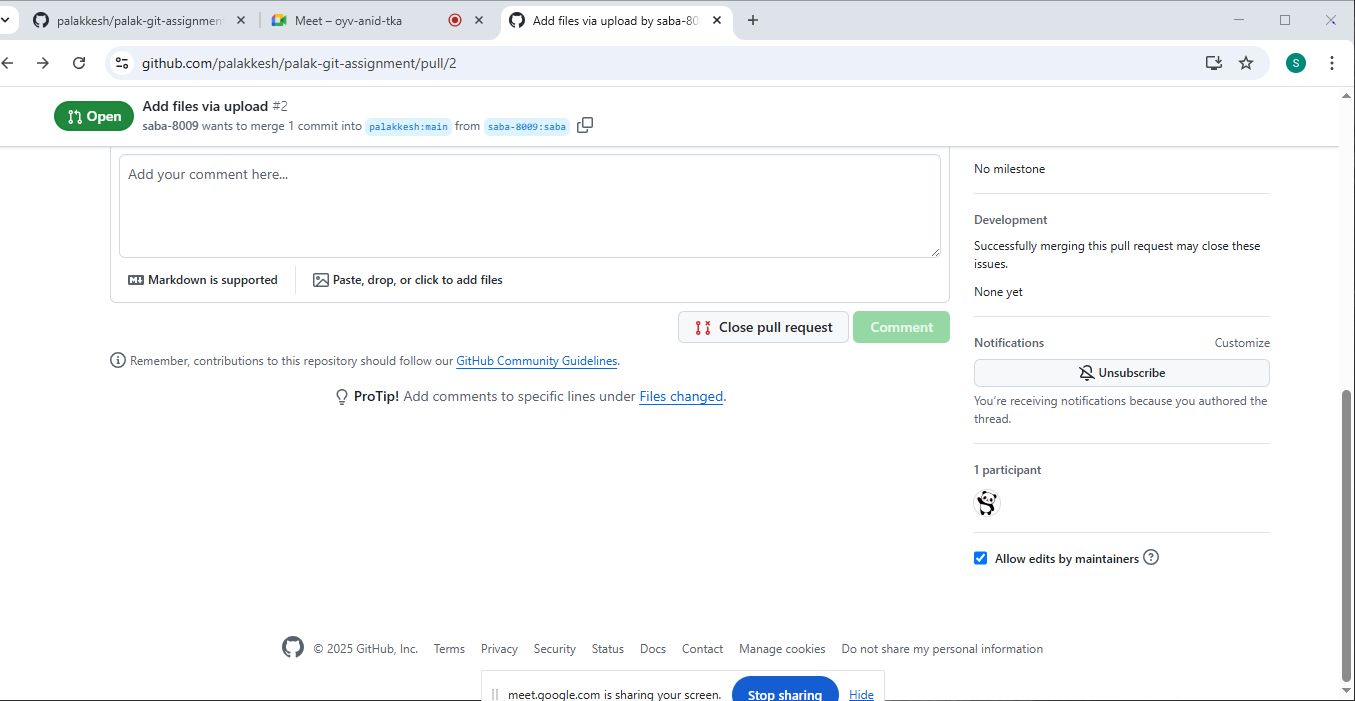 palakkesh/palak-git-assignment
Meet – oyv-anid-tka
Add files via upload by saba-80
github.com/palakkesh/palak-git-assignment/pull/2
S
Open
Add files via upload #2
saba-8009 wants to merge 1 commit into palakkesh:main from saba-8009:saba
Add your comment here...
Markdown is supported
Paste, drop, or click to add files
Close pull request
Comment
Remember, contributions to this repository should follow our GitHub Community Guidelines.
ProTip! Add comments to specific lines under Files changed.
No milestone
Development
Successfully merging this pull request may close these
issues.
None yet
Notifications
Customize
Unsubscribe
You're receiving notifications because you authored the
thread.
1 participant
Allow edits by maintainers
© 2025 GitHub, Inc. Terms Privacy Security Status Docs Contact Manage cookies Do not share my personal information
meet.google.com is sharing your screen. Stop sharing Hide